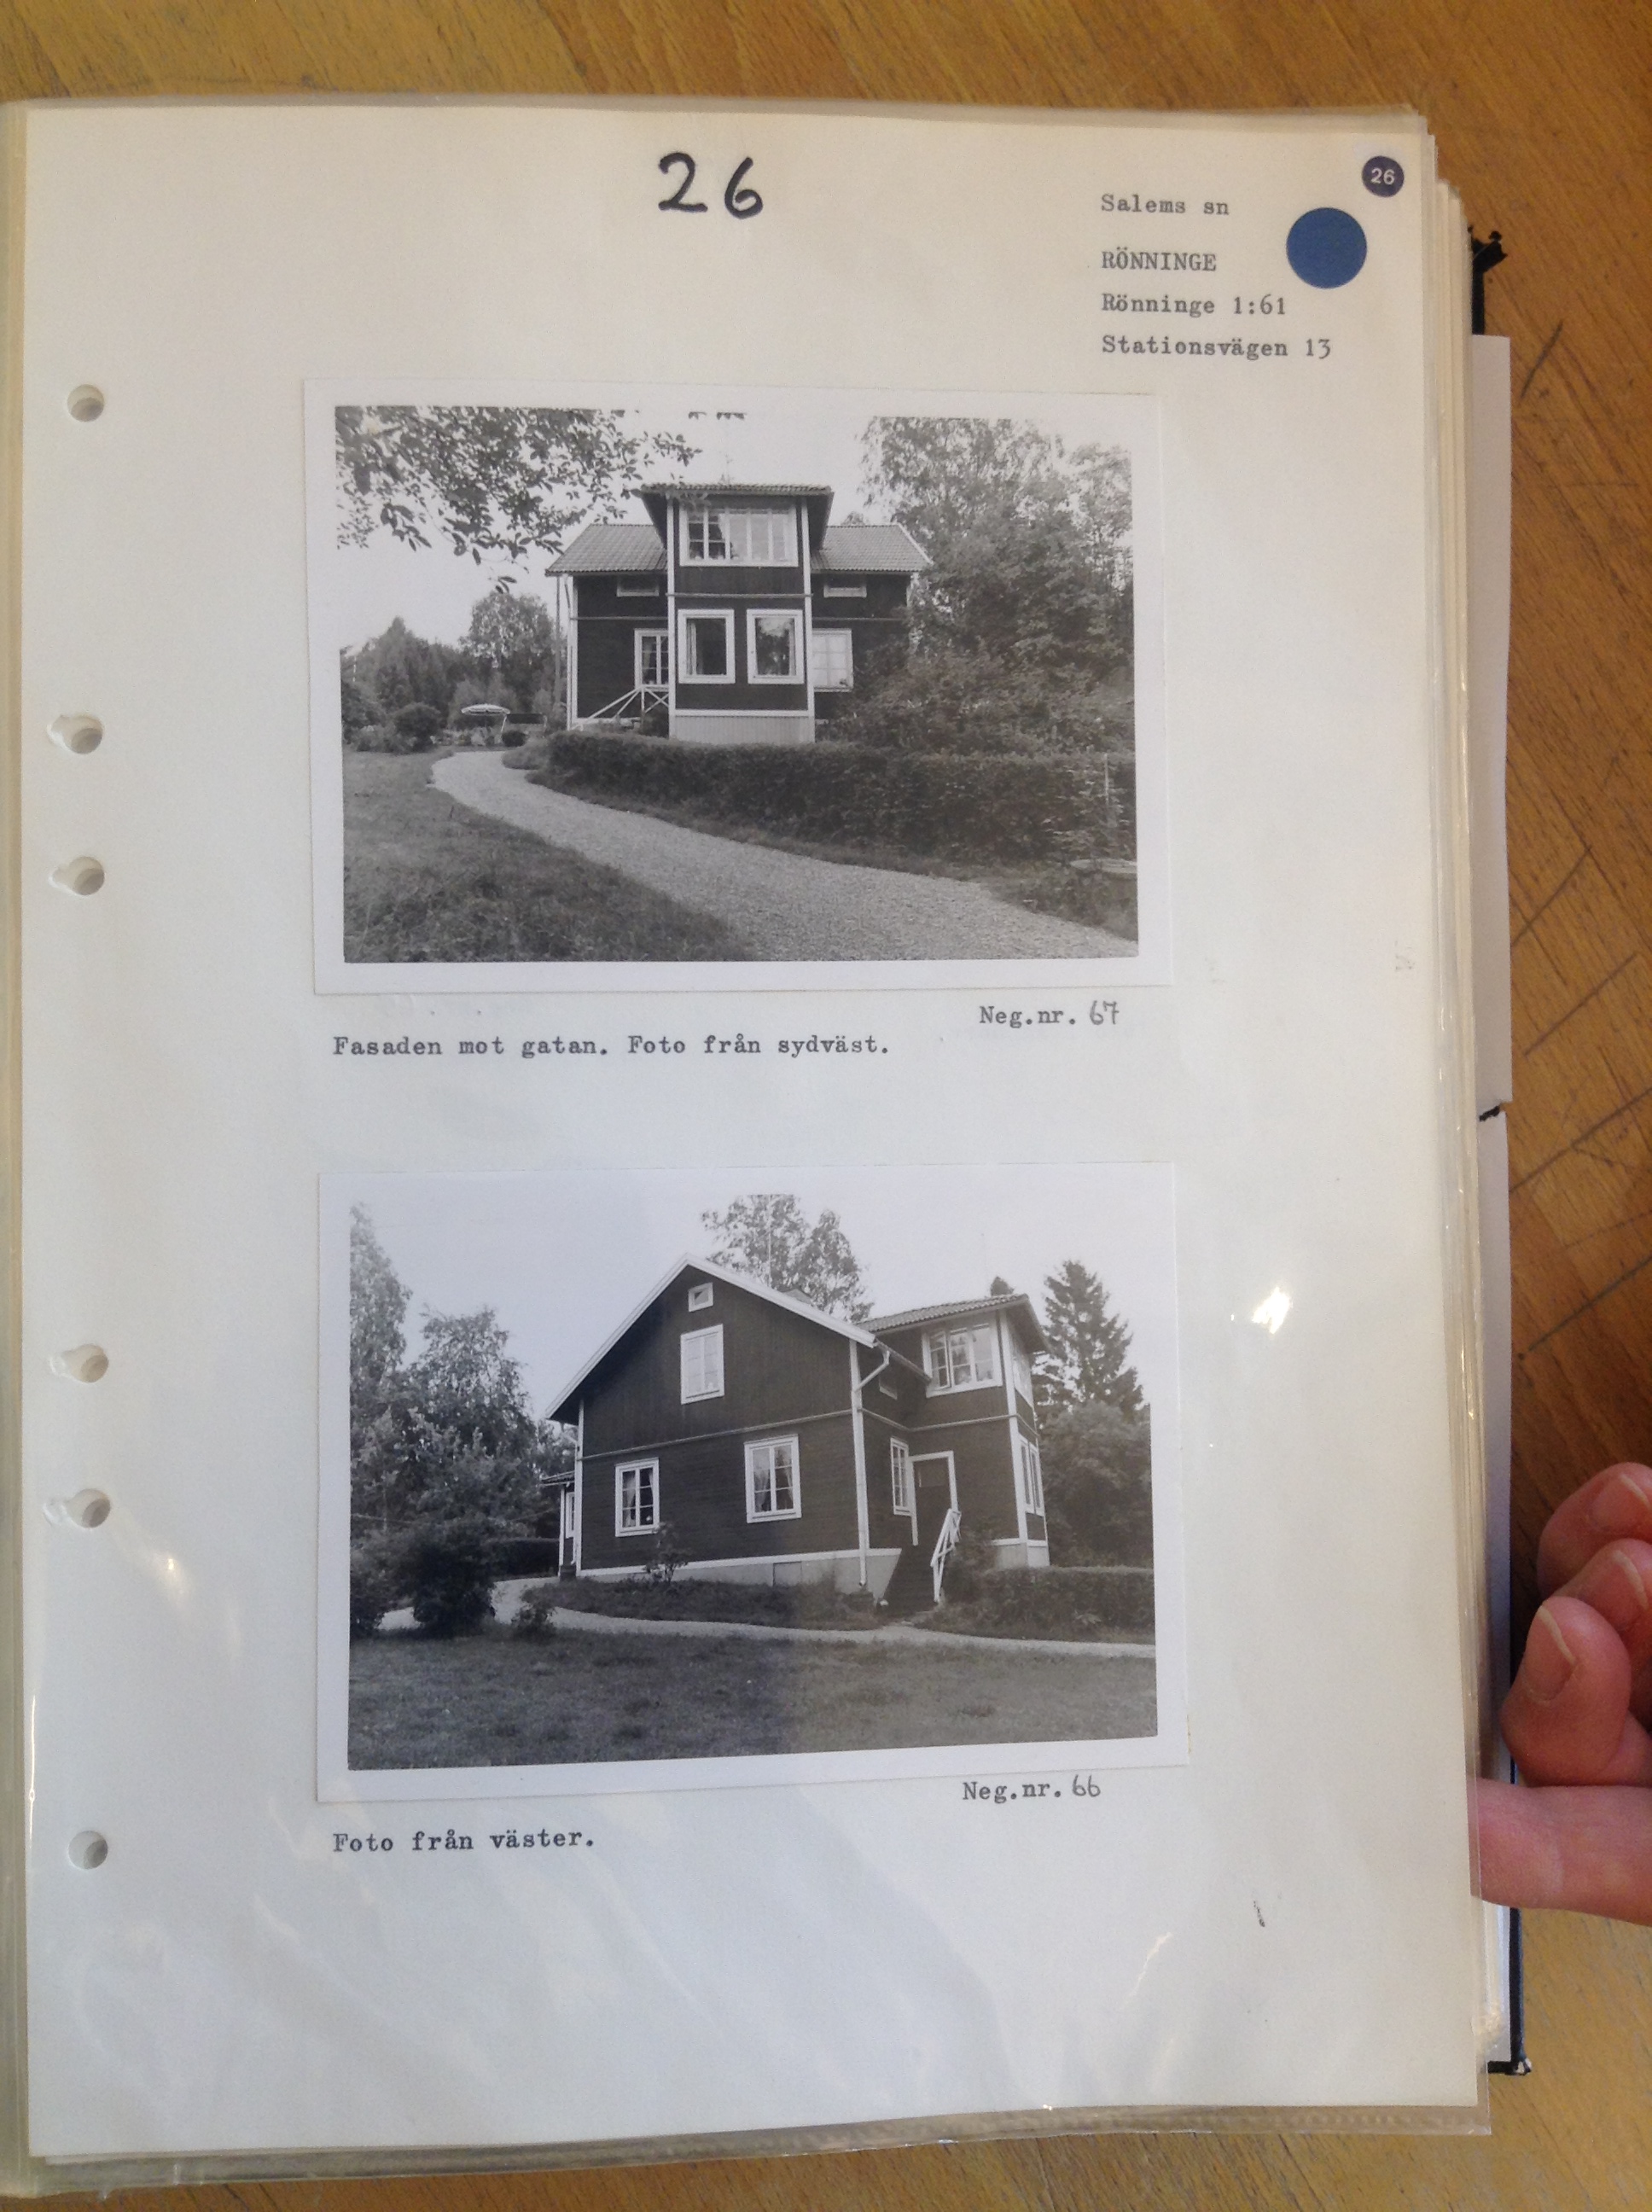 26
26
Salems sn
RÖNNINGE
Rönninge 1:61
Stationsvägen 13
Neg.nr. 67
Fasaden mot gatan. Foto från sydväst.
Neg.nr. 66
Foto från väster.